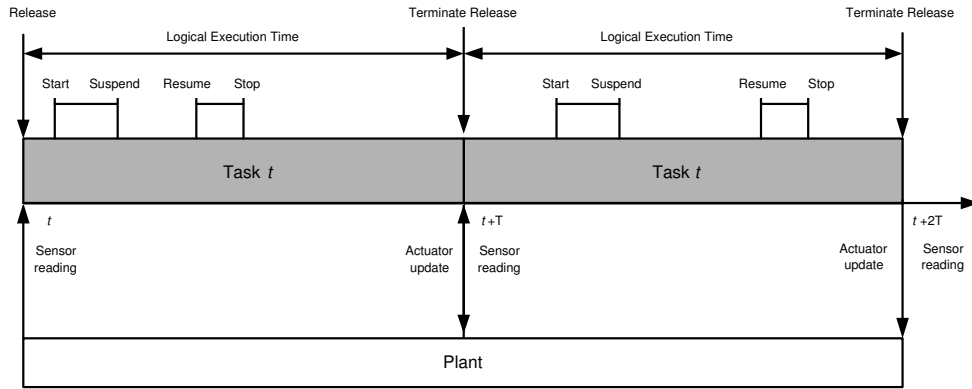 Release
Terminate Release
Terminate Release
Logical Execution Time
Logical Execution Time
Start
Suspend
Resume
Stop
Start
Suspend
Resume
Stop
Task t
Task t
t
t+T
t+2T
Sensor
reading
Actuator
update
Sensor
reading
Actuator
update
Sensor
reading
Plant